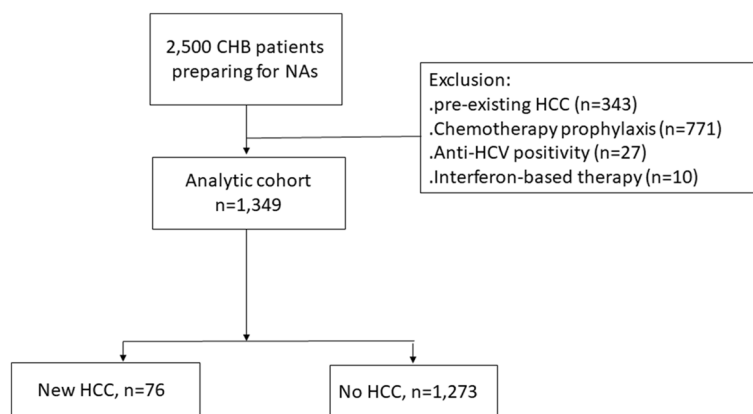 2,500 CHB patients
preparing for NAs
Exclusion:
.pre-existing HCC (n=343)
.Chemotherapy prophylaxis (n=771)
.Anti-HCV positivity (n=27)
.Interferon-based therapy (n=10)
Analytic cohort
n=1,349
New HCC, n=76
No HCC, n=1,273